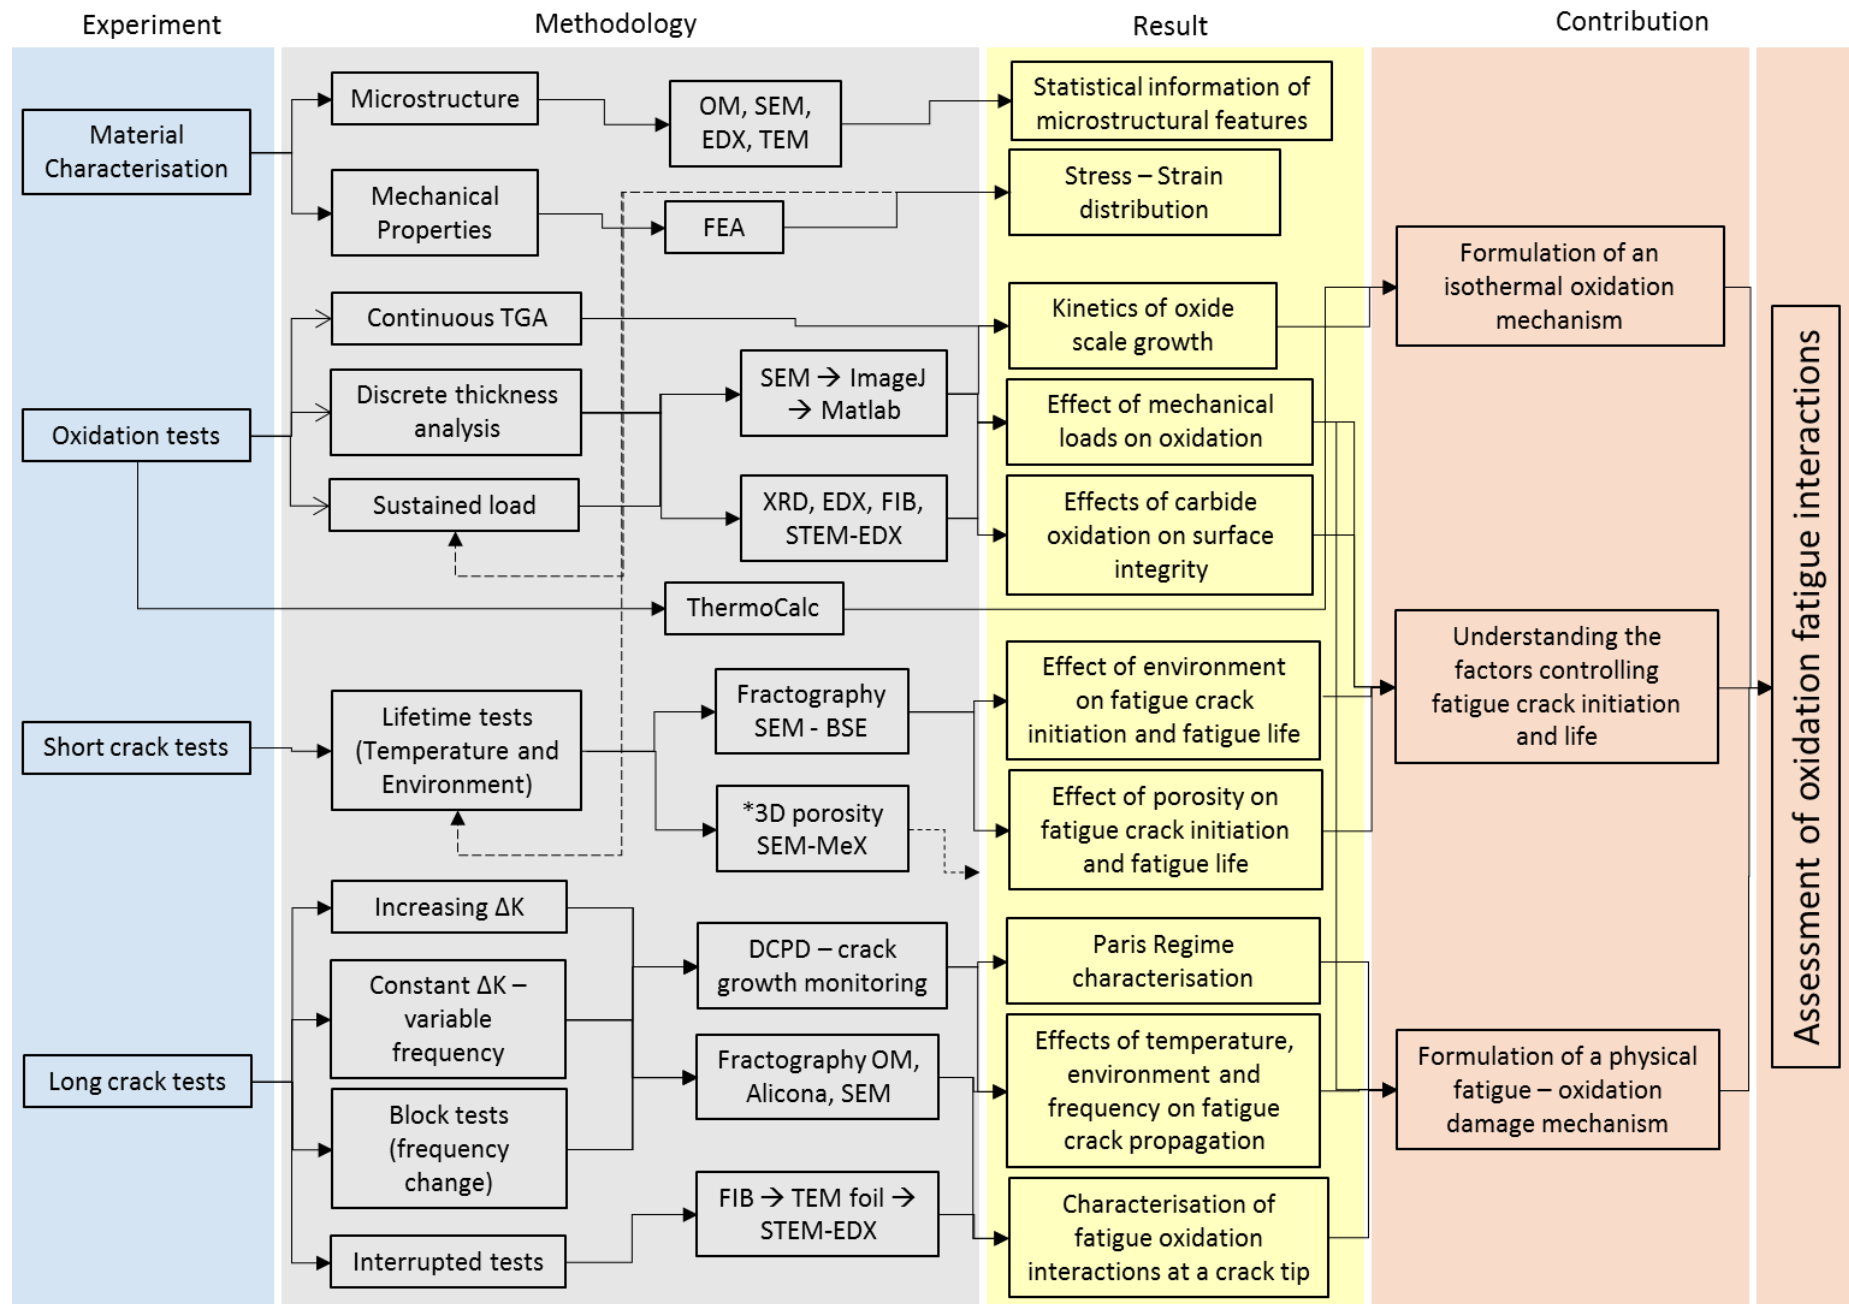 Experiment
Methodology
Result
Contribution
Material
Characterisation
Microstructure
OM, SEM,
EDX, TEM
Statistical information of
microstructural features
Mechanical
Properties
FEA
Stress – Strain
distribution
Oxidation tests
Continuous TGA
Discrete thickness
analysis
Sustained load
SEM → ImageJ
→ Matlab
XRD, EDX, FIB,
STEM-EDX
ThermoCalc
Kinetics of oxide
scale growth
Effect of mechanical
loads on oxidation
Effects of carbide
oxidation on surface
integrity
Short crack tests
Lifetime tests
(Temperature and
Environment)
Fractography
SEM - BSE
*3D porosity
SEM-MeX
Effect of environment
on fatigue crack
initiation and fatigue life
Effect of porosity on
fatigue crack initiation
and fatigue life
Long crack tests
Increasing ΔK
Constant ΔK –
variable
frequency
Block tests
(frequency
change)
Interrupted tests
DCPD – crack
growth monitoring
Fractography OM,
Alicona, SEM
FIB → TEM foil →
STEM-EDX
Paris Regime
characterisation
Effects of temperature,
environment and
frequency on fatigue
crack propagation
Characterisation of
fatigue oxidation
interactions at a crack tip
Formulation of an
isothermal oxidation
mechanism
Understanding the
factors controlling
fatigue crack initiation
and life
Formulation of a physical
fatigue – oxidation
damage mechanism
Assessment of oxidation fatigue interactions